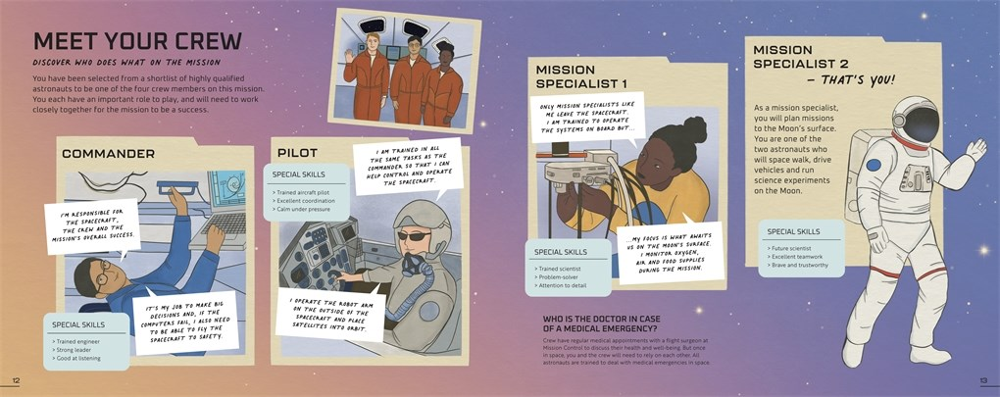 MEET YOUR CREW
DISCOVER WHO DOES WHAT ON THE MISSION
You have been selected from a shortlist of highly qualified
astronauts to be one of the four crew members on this mission.
You each have an important role to play, and will need to work
closely together for the mission to be a success.
COMMANDER
I'M RESPONSIBLE FOR
THE SPACECRAFT,
THE CREW AND THE
MISSION'S OVERALL SUCCESS.
IT'S MY JOB TO MAKE BIG
DECISIONS AND, IF THE
COMPUTERS FAIL, I ALSO NEED
TO BE ABLE TO FLY THE
SPACECRAFT TO SAFETY.
SPECIAL SKILLS
> Trained engineer
> Strong leader
> Good at listening
PILOT
SPECIAL SKILLS
> Trained aircraft pilot
> Excellent coordination
> Calm under pressure
I AM TRAINED IN ALL
THE SAME TASKS AS THE
COMMANDER SO THAT I CAN
HELP CONTROL AND OPERATE
THE SPACECRAFT.
I OPERATE THE ROBOT ARM
ON THE OUTSIDE OF THE
SPACECRAFT AND PLACE
SATELLITES INTO ORBIT.
12
MISSION
SPECIALIST 1
ONLY MISSION SPECIALISTS LIKE
ME LEAVE THE SPACECRAFT.
I AM TRAINED TO OPERATE
THE SYSTEMS ON BOARD BUT...
...MY FOCUS IS WHAT AWAITS
US ON THE MOON'S SURFACE.
I MONITOR OXYGEN,
AIR AND FOOD SUPPLIES
DURING THE MISSION.
SPECIAL SKILLS
> Trained scientist
> Problem-solver
> Attention to detail
WHO IS THE DOCTOR IN CASE
OF A MEDICAL EMERGENCY?
Crew have regular medical appointments with a flight surgeon at
Mission Control to discuss their health and well-being. But once
in space, you and the crew will need to rely on each other. All
astronauts are trained to deal with medical emergencies in space.
MISSION
SPECIALIST 2
– THAT'S YOU!
As a mission specialist,
you will plan missions
to the Moon's surface.
You are one of the
two astronauts who
will space walk, drive
vehicles and run
science experiments
on the Moon.
SPECIAL SKILLS
> Future scientist
> Excellent teamwork
> Brave and trustworthy
13